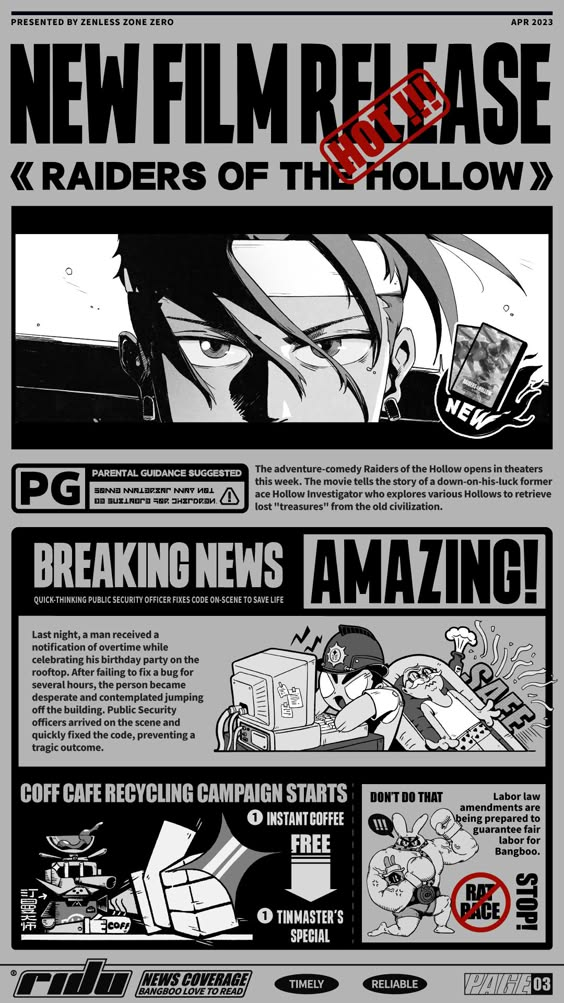 PRESENTED BY ZENLESS ZONE ZERO
APR 2023
NEW FILM RELEASE
HOT !!!
《 RAIDERS OF THE HOLLOW 》
NEW
PG
PARENTAL GUIDANCE SUGGESTED
The adventure-comedy Raiders of the Hollow opens in theaters
this week. The movie tells the story of a down-on-his-luck former
ace Hollow Investigator who explores various Hollows to retrieve
lost "treasures" from the old civilization.
BREAKING NEWS
QUICK-THINKING PUBLIC SECURITY OFFICER FIXES CODE ON-SCENE TO SAVE LIFE
AMAZING!
Last night, a man received a
notification of overtime while
celebrating his birthday party on the
rooftop. After failing to fix a bug for
several hours, the person became
desperate and contemplated jumping
off the building. Public Security
officers arrived on the scene and
quickly fixed the code, preventing a
tragic outcome.
SAFE
COFF CAFE RECYCLING CAMPAIGN STARTS
1 INSTANT COFFEE
FREE
1 TINMASTER'S
SPECIAL
COFF
DON'T DO THAT
Labor law
amendments are
being prepared to
guarantee fair
labor for
Bangboo.
!!!
RAT
RACE
STOP!
ridu
NEWS COVERAGE
BANGBOO LOVE TO READ
TIMELY
RELIABLE
PAGE 03